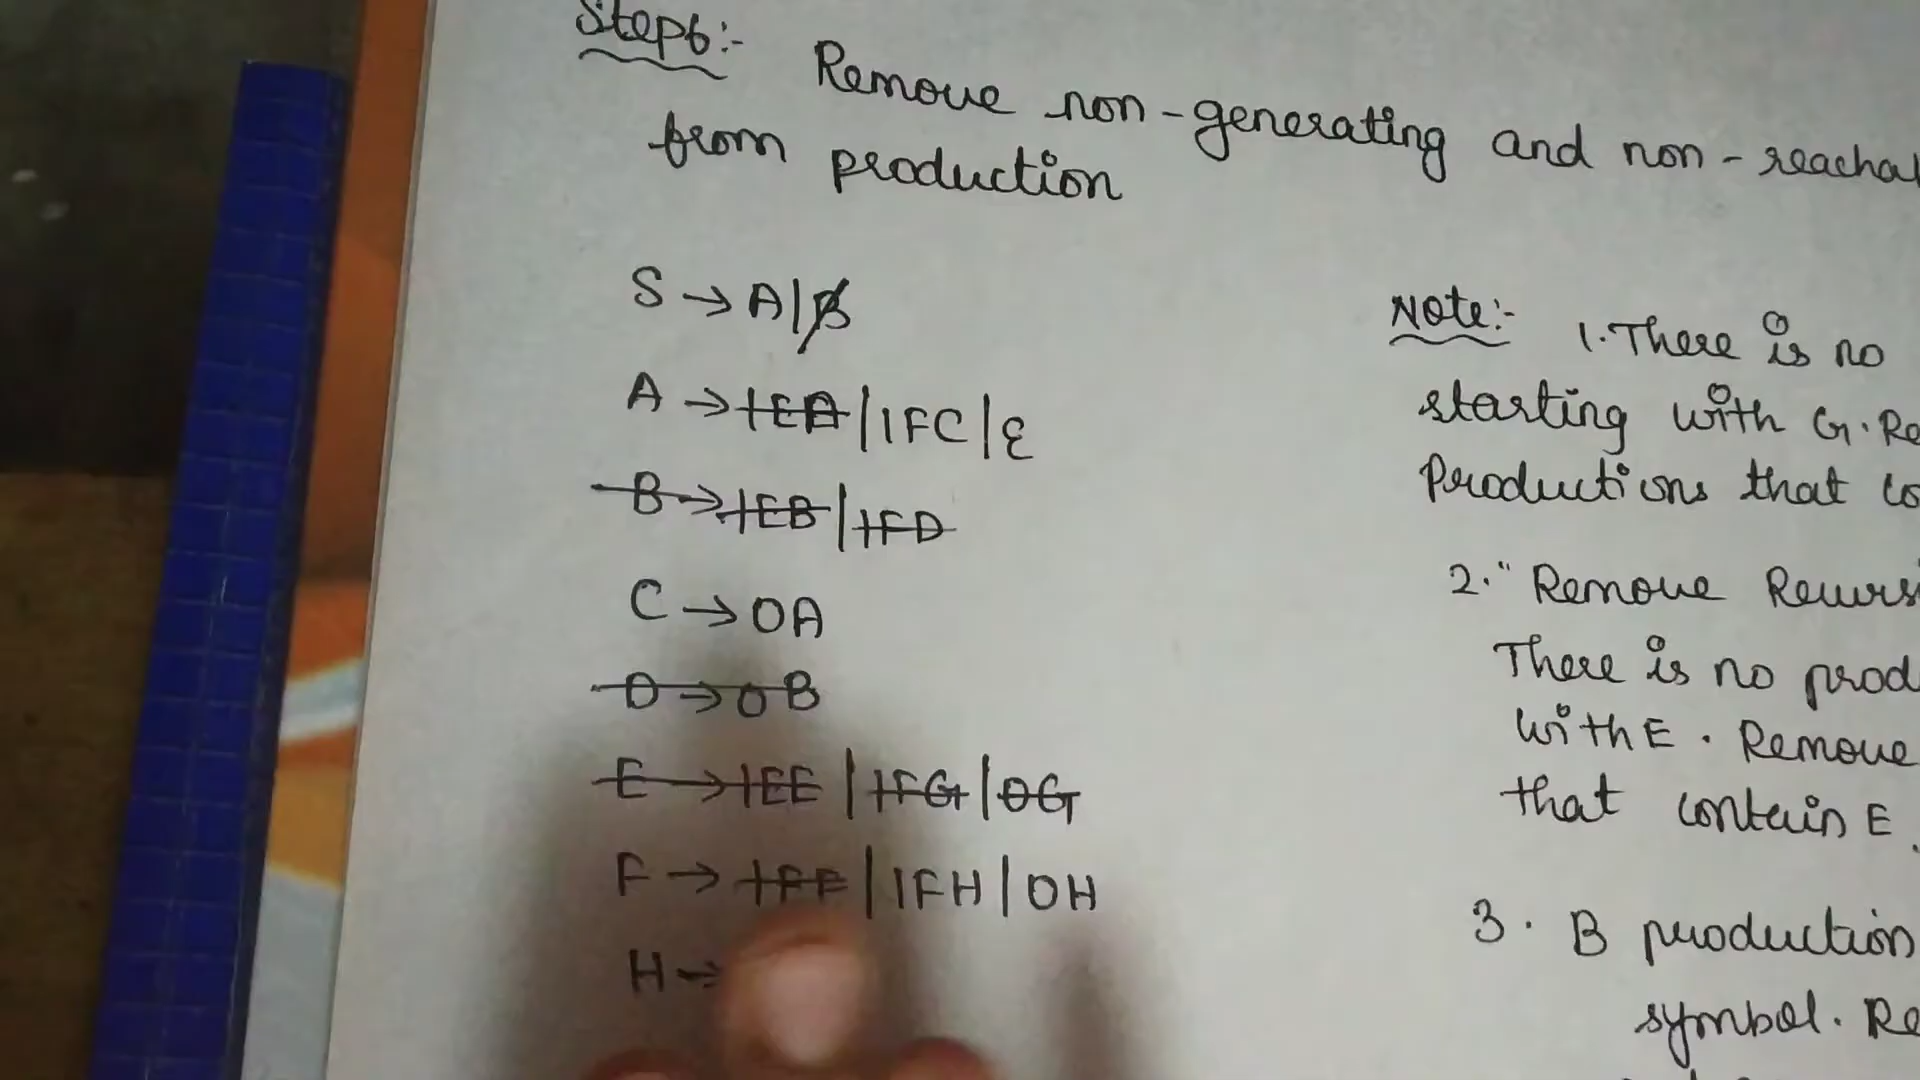 Step6:-
Remove non-generating and non-reachal
from production
S → A|B
A → 1EA|1FC|ε
B → 1EB|1FD
C → 0A
D → 0B
E → 1EE|1FG|0G
F → 1FF|1FH|0H
H →
Note:- 1. There is no
starting with G. Re
Productions that co
2." Remove Recurs
There is no prod
with E. Remove
that contain E.
3. B production
symbol. Re